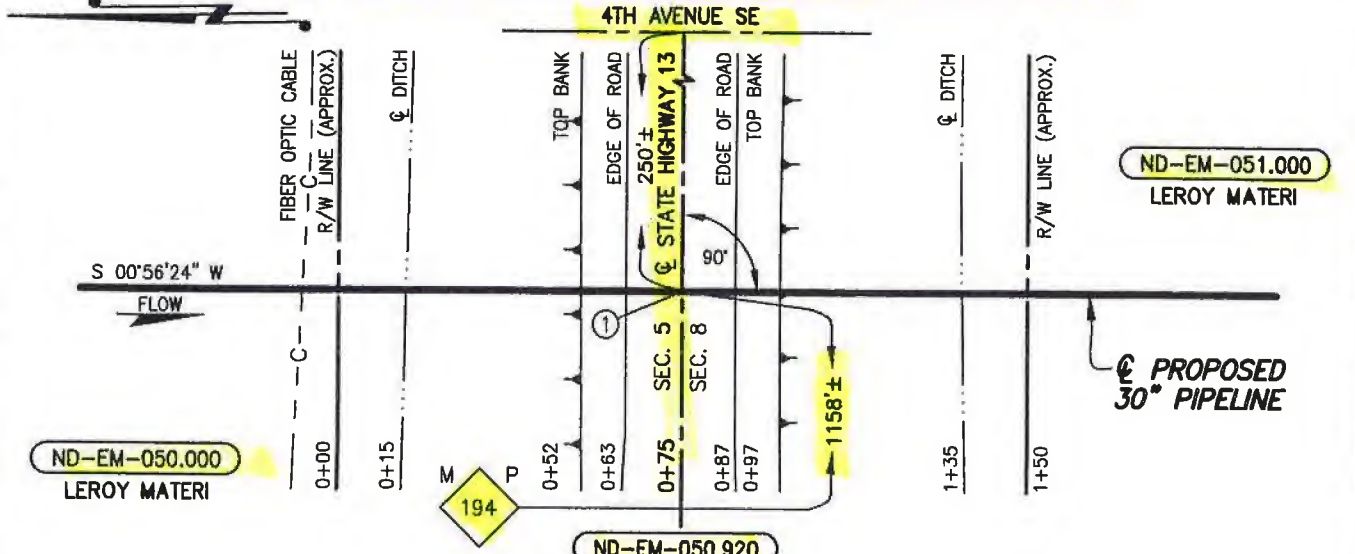 4TH AVENUE SE
FIBER OPTIC CABLE
C
C
R/W LINE (APPROX.)
℄ DITCH
TOP BANK
EDGE OF ROAD
250'±
℄ STATE HIGHWAY 13
EDGE OF ROAD
TOP BANK
℄ DITCH
R/W LINE (APPROX.)
ND-EM-051.000
LEROY MATERI
S 00°56'24" W
FLOW
90°
1
SEC. 5
SEC. 8
1158'±
℄ PROPOSED
30" PIPELINE
ND-EM-050.000
LEROY MATERI
0+00
0+15
M P
194
0+52
0+63
0+75
0+87
0+97
1+35
1+50
ND-EM-050.920